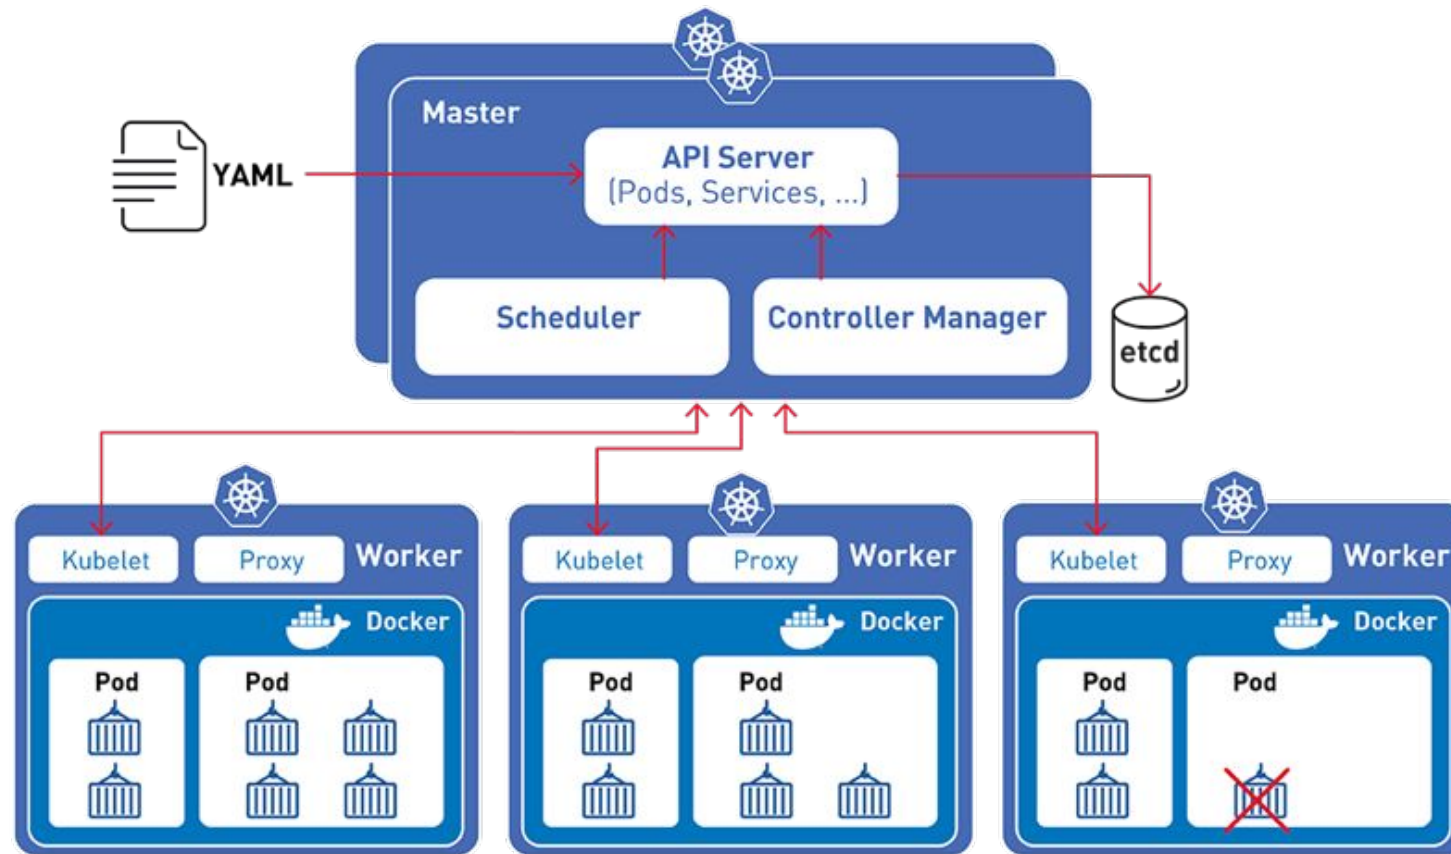 Master
API Server
(Pods, Services, ...)
YAML
Scheduler
Controller Manager
etcd
Kubelet
Proxy
Worker
Docker
Pod
Pod
Kubelet
Proxy
Worker
Docker
Pod
Pod
Kubelet
Proxy
Worker
Docker
Pod
Pod